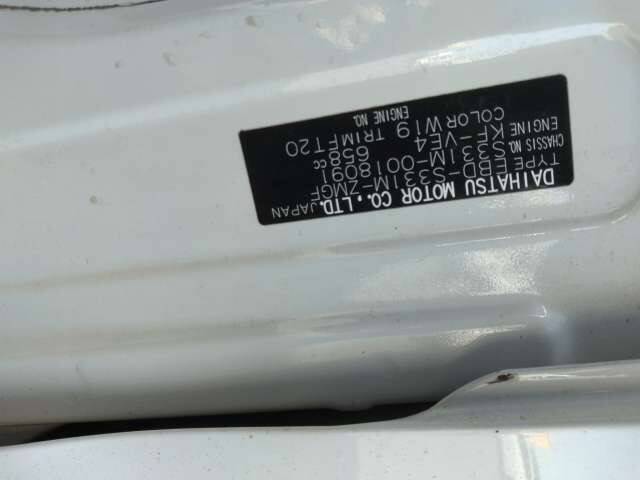 DAIHATSU MOTOR CO., LTD. JAPAN
TYPE EBD-S331M-ZMGF
CHASSIS NO. S331M-0018091
ENGINE KF-VE4 658cc
COLOR W19 TRIM FT20
ENGINE NO.